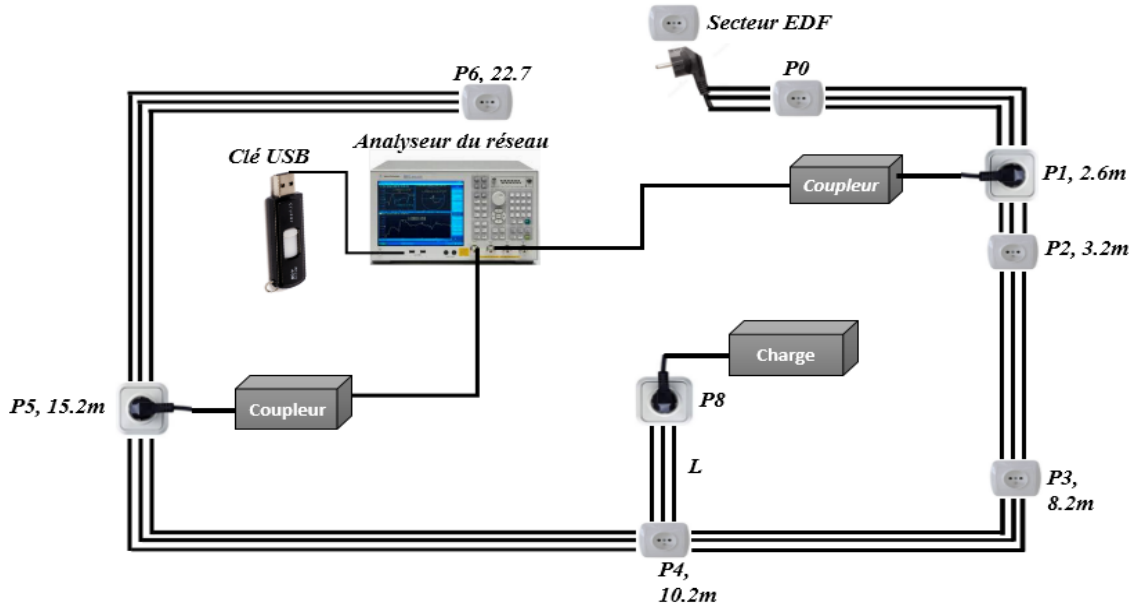 Secteur EDF
P6, 22.7
P0
Analyseur du réseau
Clé USB
Coupleur
P1, 2.6m
P2, 3.2m
Charge
P5, 15.2m
Coupleur
P8
L
P3,
8.2m
P4,
10.2m